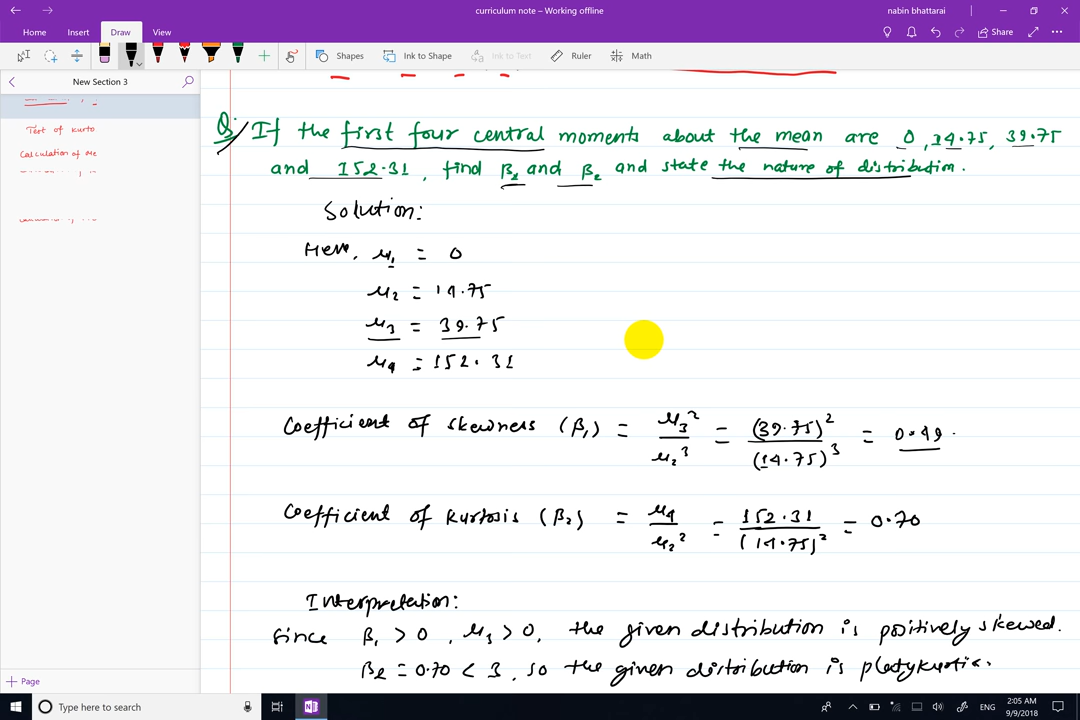 curriculum note – Working offline
nabin bhattarai
Home Insert Draw View
Share
Shapes Ink to Shape Ink to Text Ruler Math
New Section 3
Test of Kurto
Calculation of Me
Q. If the first four central moments about the mean are 0, 14.75, 39.75
and 152.31, find β₁ and β₂ and state the nature of distribution.
Solution:
Here, μ₁ = 0
μ₂ = 14.75
μ₃ = 39.75
μ₄ = 152.31
Coefficient of skewness (β₁) = μ₃²/μ₂³ = (39.75)²/(14.75)³ = 0.49.
Coefficient of Kurtosis (β₂) = μ₄/μ₂² = 152.31/(14.75)² = 0.70
Interpretation:
Since β₁ > 0, μ₃ > 0, the given distribution is positively skewed.
β₂ = 0.70 < 3, so the given distribution is platykurtic.
+ Page
Type here to search
ENG
2:05 AM
9/9/2018